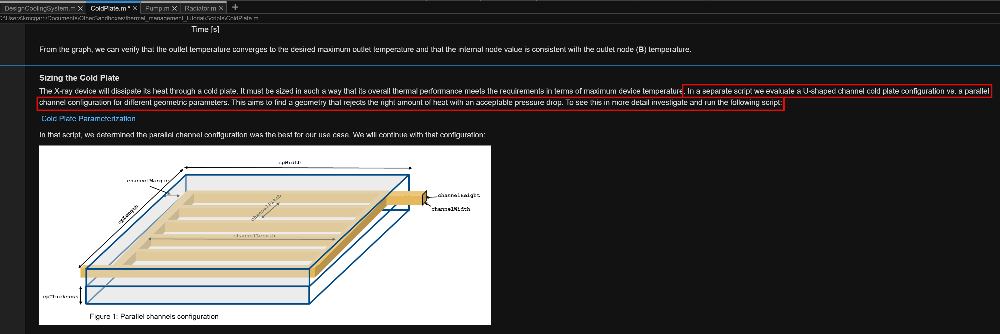 DesignCoolingSystem.m × ColdPlate.m * × Pump.m × Radiator.m × +
C:\Users\kmcgarri\Documents\OtherSandboxes\thermal_management_tutorial\Scripts\ColdPlate.m
Time [s]
From the graph, we can verify that the outlet temperature converges to the desired maximum outlet temperature and that the internal node value is consistent with the outlet node (B) temperature.
Sizing the Cold Plate
The X-ray device will dissipate its heat through a cold plate. It must be sized in such a way that its overall thermal performance meets the requirements in terms of maximum device temperature. In a separate script we evaluate a U-shaped channel cold plate configuration vs. a parallel
channel configuration for different geometric parameters. This aims to find a geometry that rejects the right amount of heat with an acceptable pressure drop. To see this in more detail investigate and run the following script:
Cold Plate Parameterization
In that script, we determined the parallel channel configuration was the best for our use case. We will continue with that configuration:
cpWidth
channelMargin
channelHeight
channelPitch
channelWidth
cpLength
channelLength
cpThickness
Figure 1: Parallel channels configuration